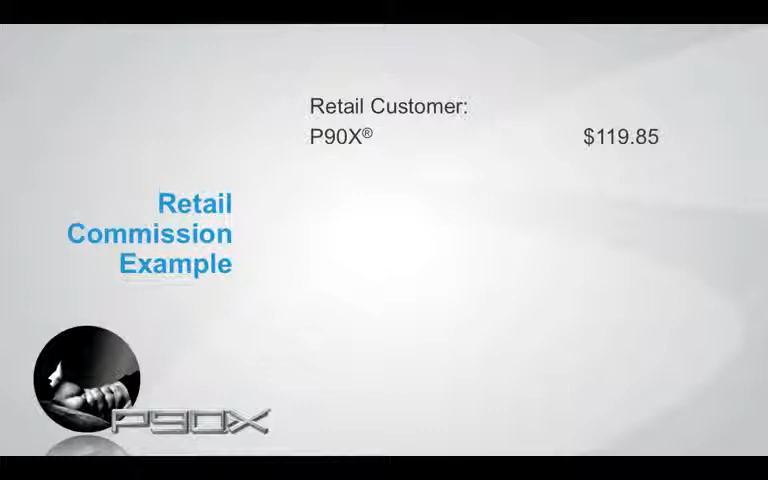 Retail Customer:
P90X® $119.85
Retail
Commission
Example
P90X